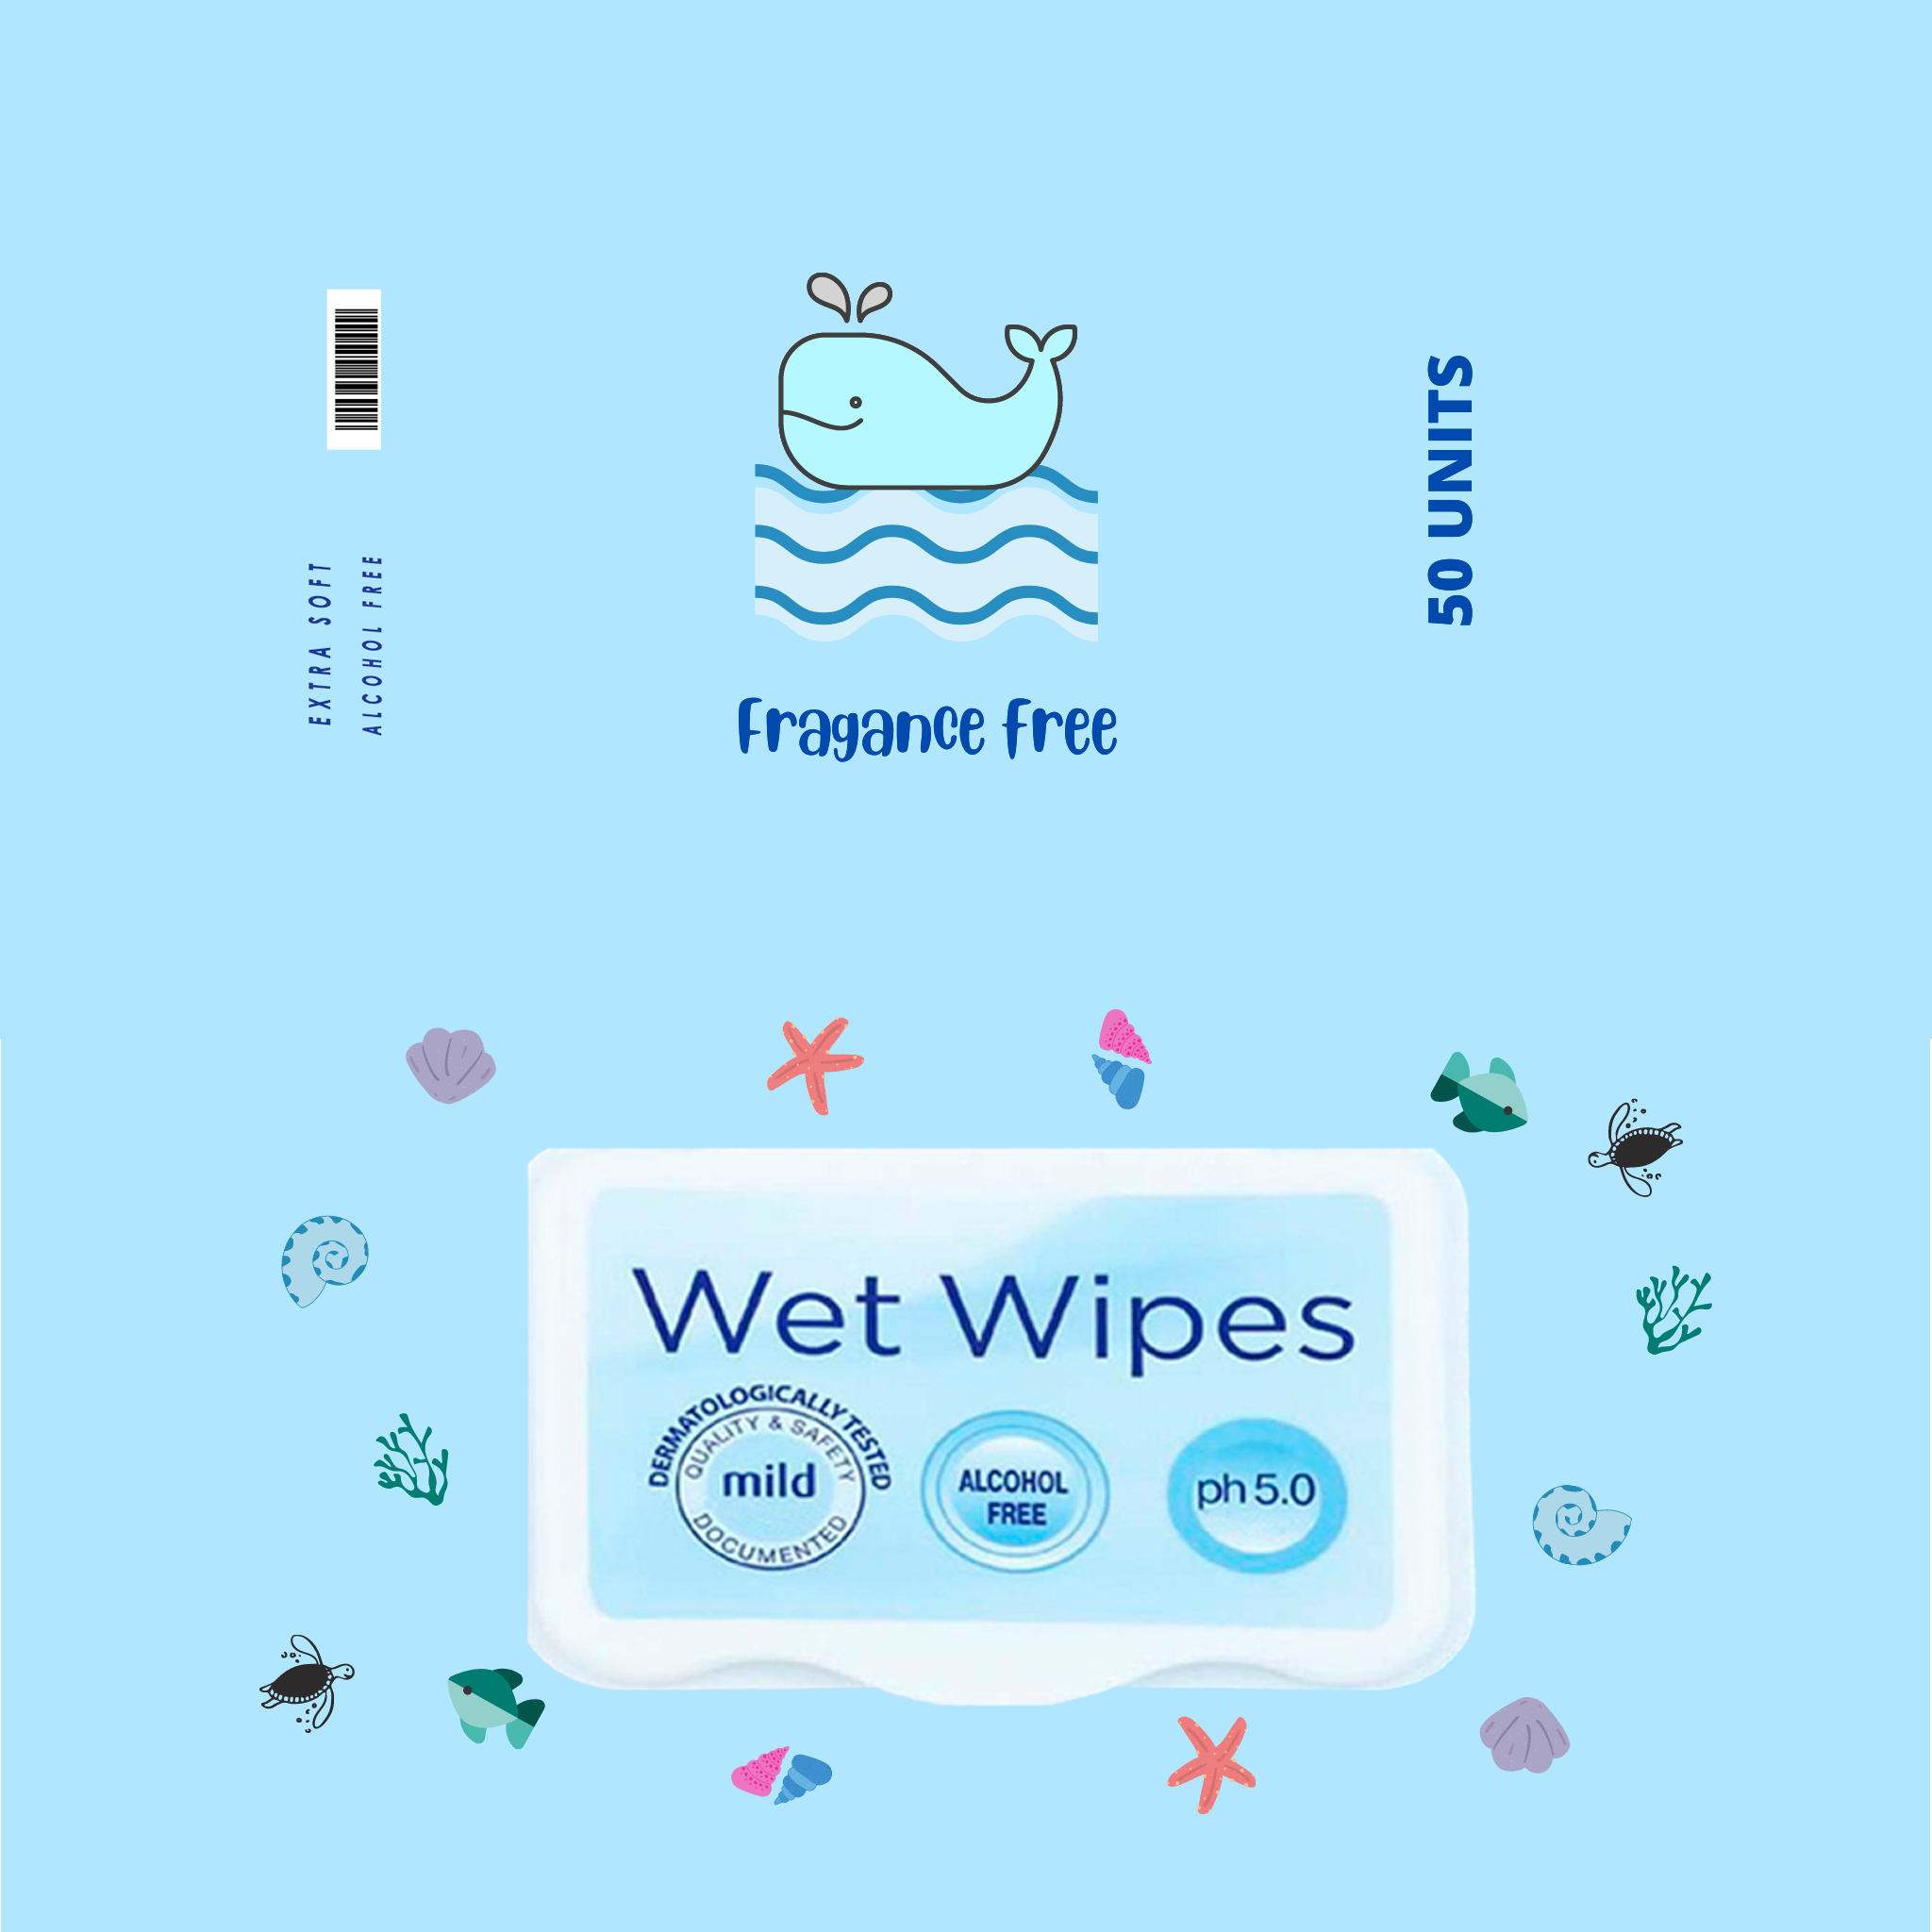 EXTRA SOFT
ALCOHOL FREE
Fragance free
50 UNITS
Wet Wipes
DERMATOLOGICALLY TESTED
QUALITY & SAFETY
mild
DOCUMENTED
ALCOHOL
FREE
ph 5.0